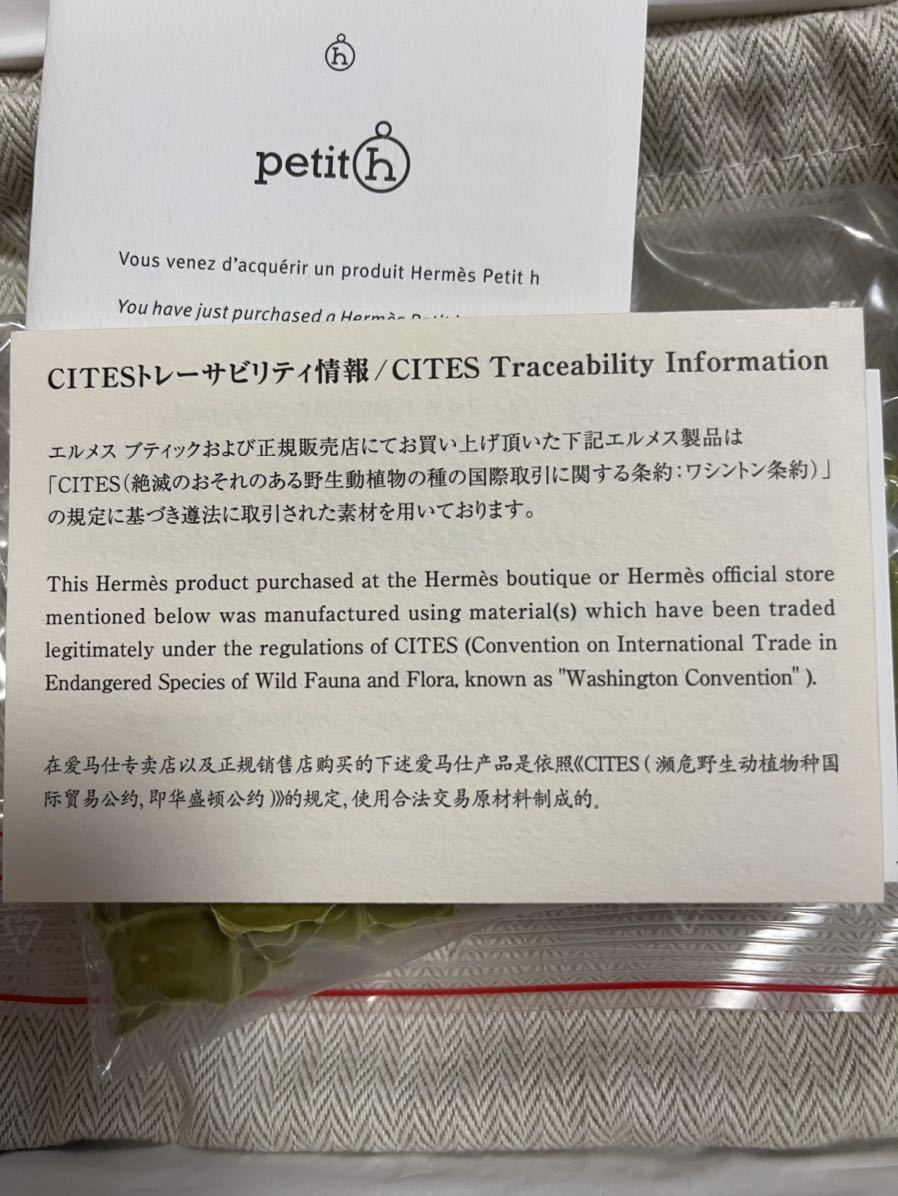 h
petit h
Vous venez d'acquérir un produit Hermès Petit h
You have just purchased a Hermès
CITESトレーサビリティ情報/CITES Traceability Information
エルメス ブティックおよび正規販売店にてお買い上げ頂いた下記エルメス製品は
「CITES(絶滅のおそれのある野生動植物の種の国際取引に関する条約:ワシントン条約)」
の規定に基づき遵法に取引された素材を用いております。
This Hermès product purchased at the Hermès boutique or Hermès official store
mentioned below was manufactured using material(s) which have been traded
legitimately under the regulations of CITES (Convention on International Trade in
Endangered Species of Wild Fauna and Flora, known as "Washington Convention" ).
在爱马仕专卖店以及正规销售店购买的下述爱马仕产品是依照《CITES ( 濒危野生动植物种国
际贸易公约, 即华盛顿公约 )》的规定, 使用合法交易原材料制成的。